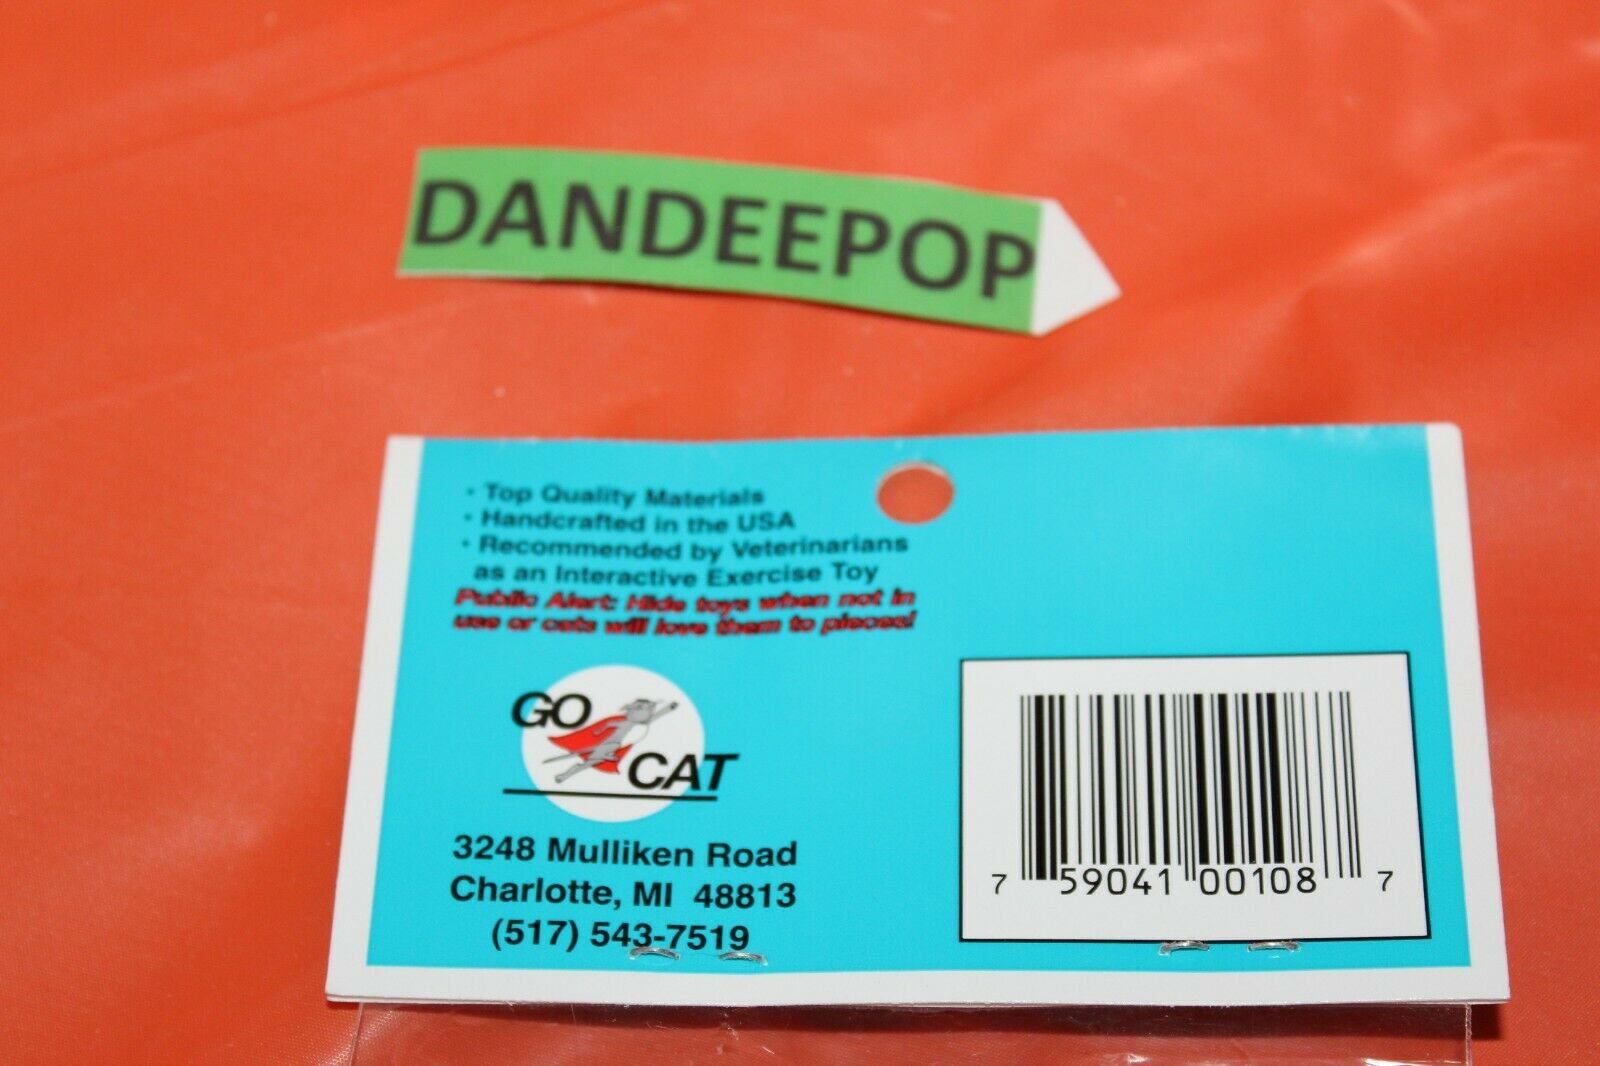 DANDEEPOP
• Top Quality Materials
• Handcrafted in the USA
• Recommended by Veterinarians
as an Interactive Exercise Toy
Public Alert: Hide toys when not in
use or cats will love them to pieces!
GO
CAT
3248 Mulliken Road
Charlotte, MI 48813
(517) 543-7519
7 59041 00108 7